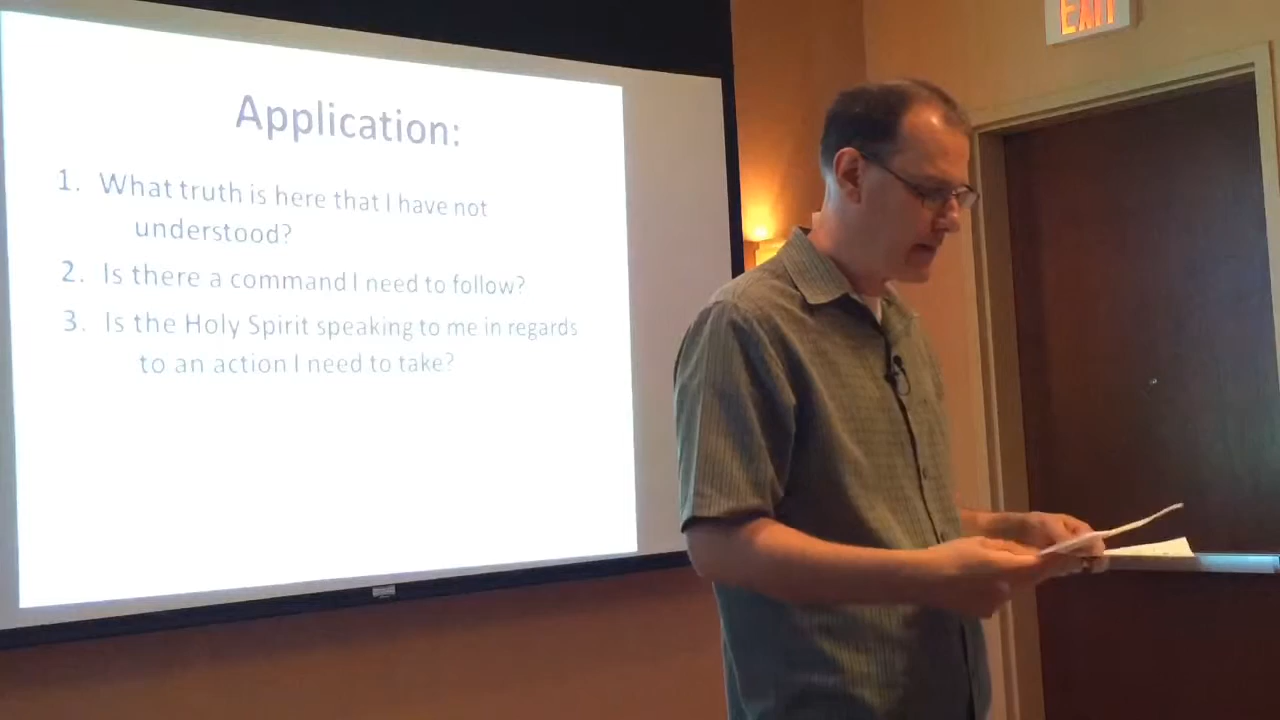 EXIT
Application:
1. What truth is here that I have not
understood?
2. Is there a command I need to follow?
3. Is the Holy Spirit speaking to me in regards
to an action I need to take?